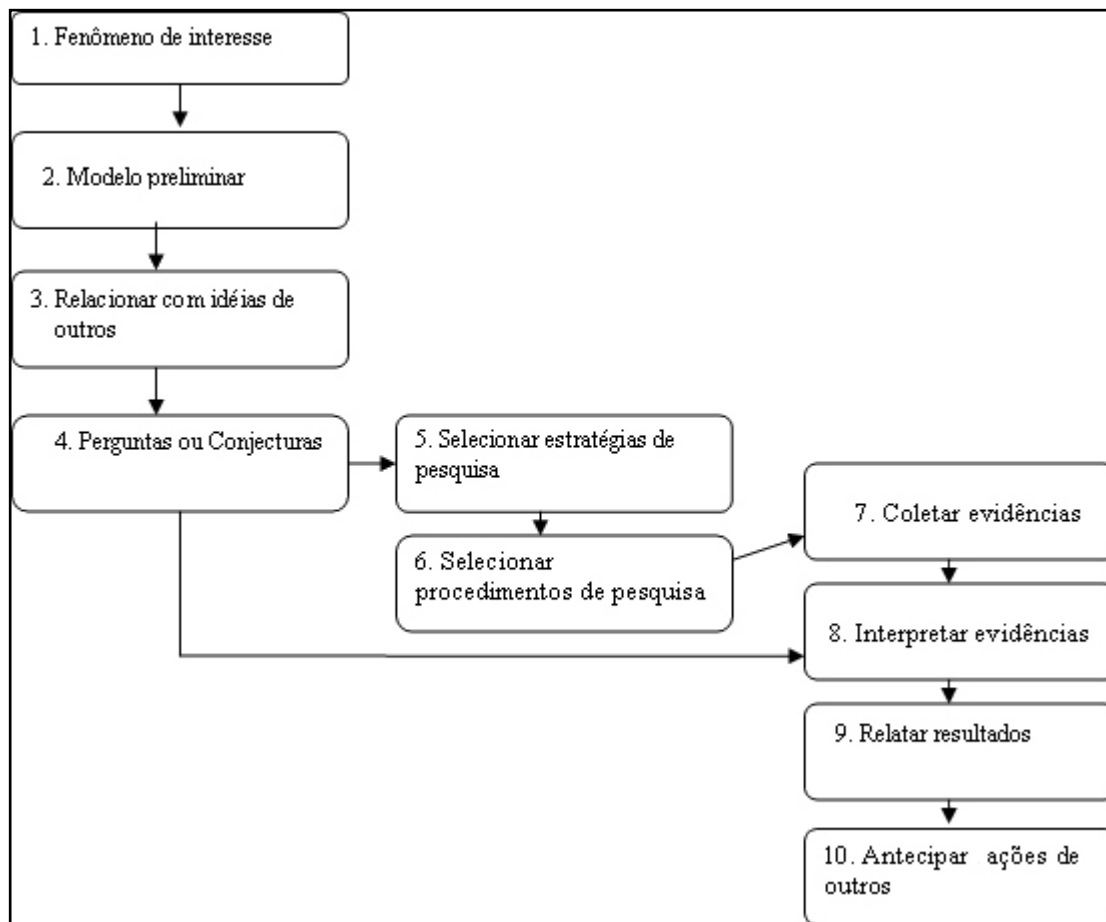 1. Fenômeno de interesse
2. Modelo preliminar
3. Relacionar com idéias de
outros
4. Perguntas ou Conjecturas
5. Selecionar estratégias de
pesquisa
6. Selecionar
procedimentos de pesquisa
7. Coletar evidências
8. Interpretar evidências
9. Relatar resultados
10. Antecipar ações de
outros